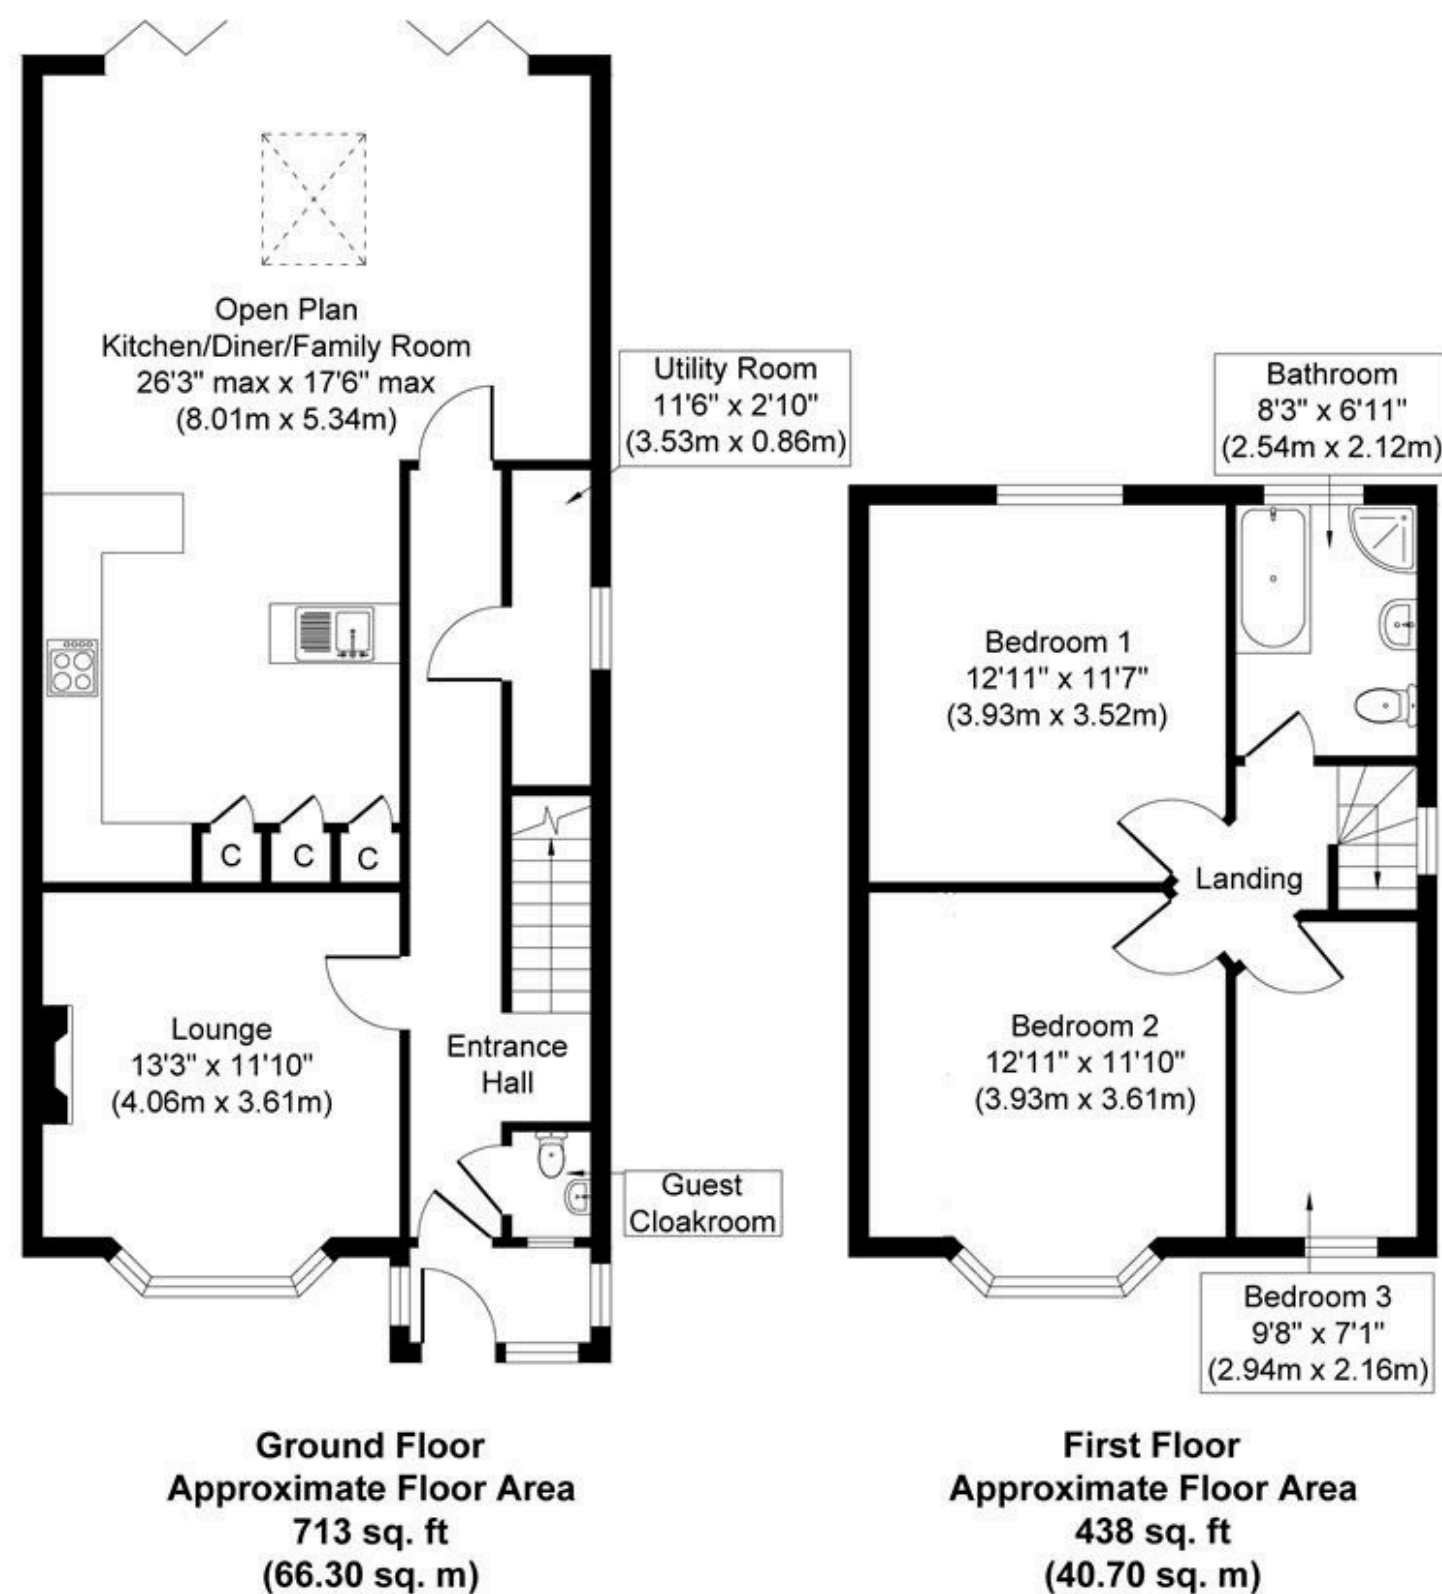 Open Plan
Kitchen/Diner/Family Room
26'3" max x 17'6" max
(8.01m x 5.34m)
Utility Room
11'6" x 2'10"
(3.53m x 0.86m)
C
C
C
Lounge
13'3" x 11'10"
(4.06m x 3.61m)
Entrance
Hall
Guest
Cloakroom
Ground Floor
Approximate Floor Area
713 sq. ft
(66.30 sq. m)
Bathroom
8'3" x 6'11"
(2.54m x 2.12m)
Bedroom 1
12'11" x 11'7"
(3.93m x 3.52m)
Landing
Bedroom 2
12'11" x 11'10"
(3.93m x 3.61m)
Bedroom 3
9'8" x 7'1"
(2.94m x 2.16m)
First Floor
Approximate Floor Area
438 sq. ft
(40.70 sq. m)